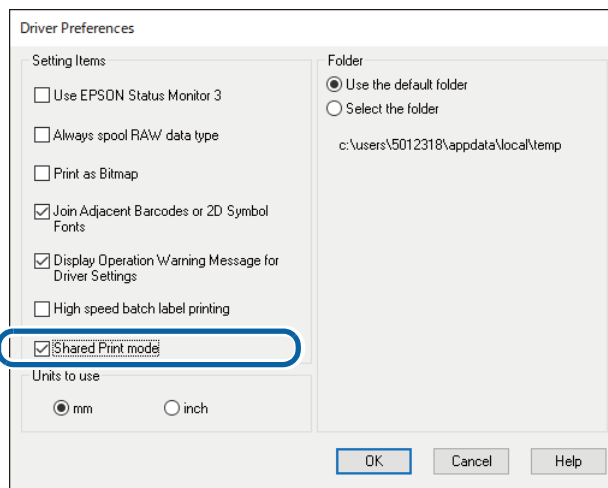 Driver Preferences
Setting Items
Use EPSON Status Monitor 3
Always spool RAW data type
Print as Bitmap
Join Adjacent Barcodes or 2D Symbol
Fonts
Display Operation Warning Message for
Driver Settings
High speed batch label printing
Shared Print mode
Units to use
mm
inch
Folder
Use the default folder
Select the folder
c:\users\5012318\appdata\local\temp
OK
Cancel
Help